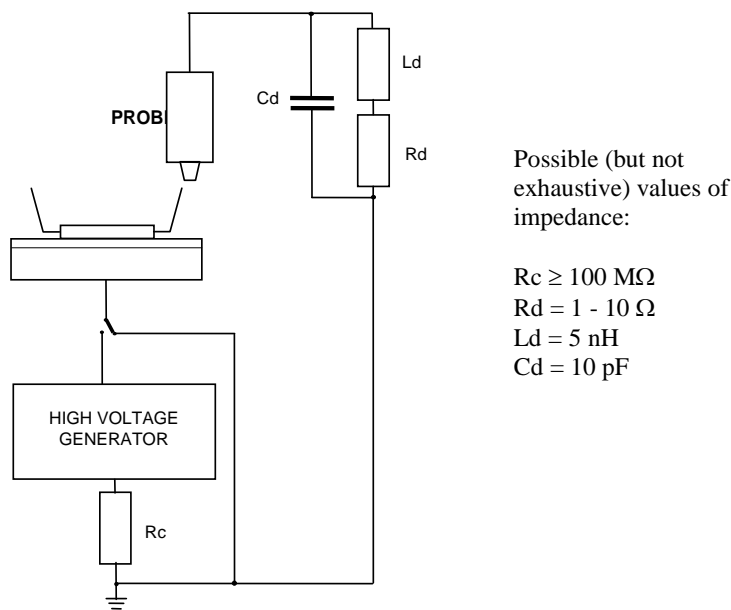 Ld
Cd
PROBE
Rd
Possible (but not
exhaustive) values of
impedance:
Rc ≥ 100 MΩ
Rd = 1 - 10 Ω
Ld = 5 nH
Cd = 10 pF
HIGH VOLTAGE
GENERATOR
Rc